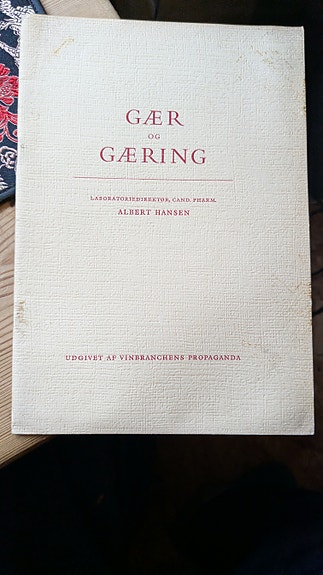 GÆR
OG
GÆRING
LABORATORIEDIREKTØR, CAND. PHARM.
ALBERT HANSEN
UDGIVET AF VINBRANCHENS PROPAGANDA